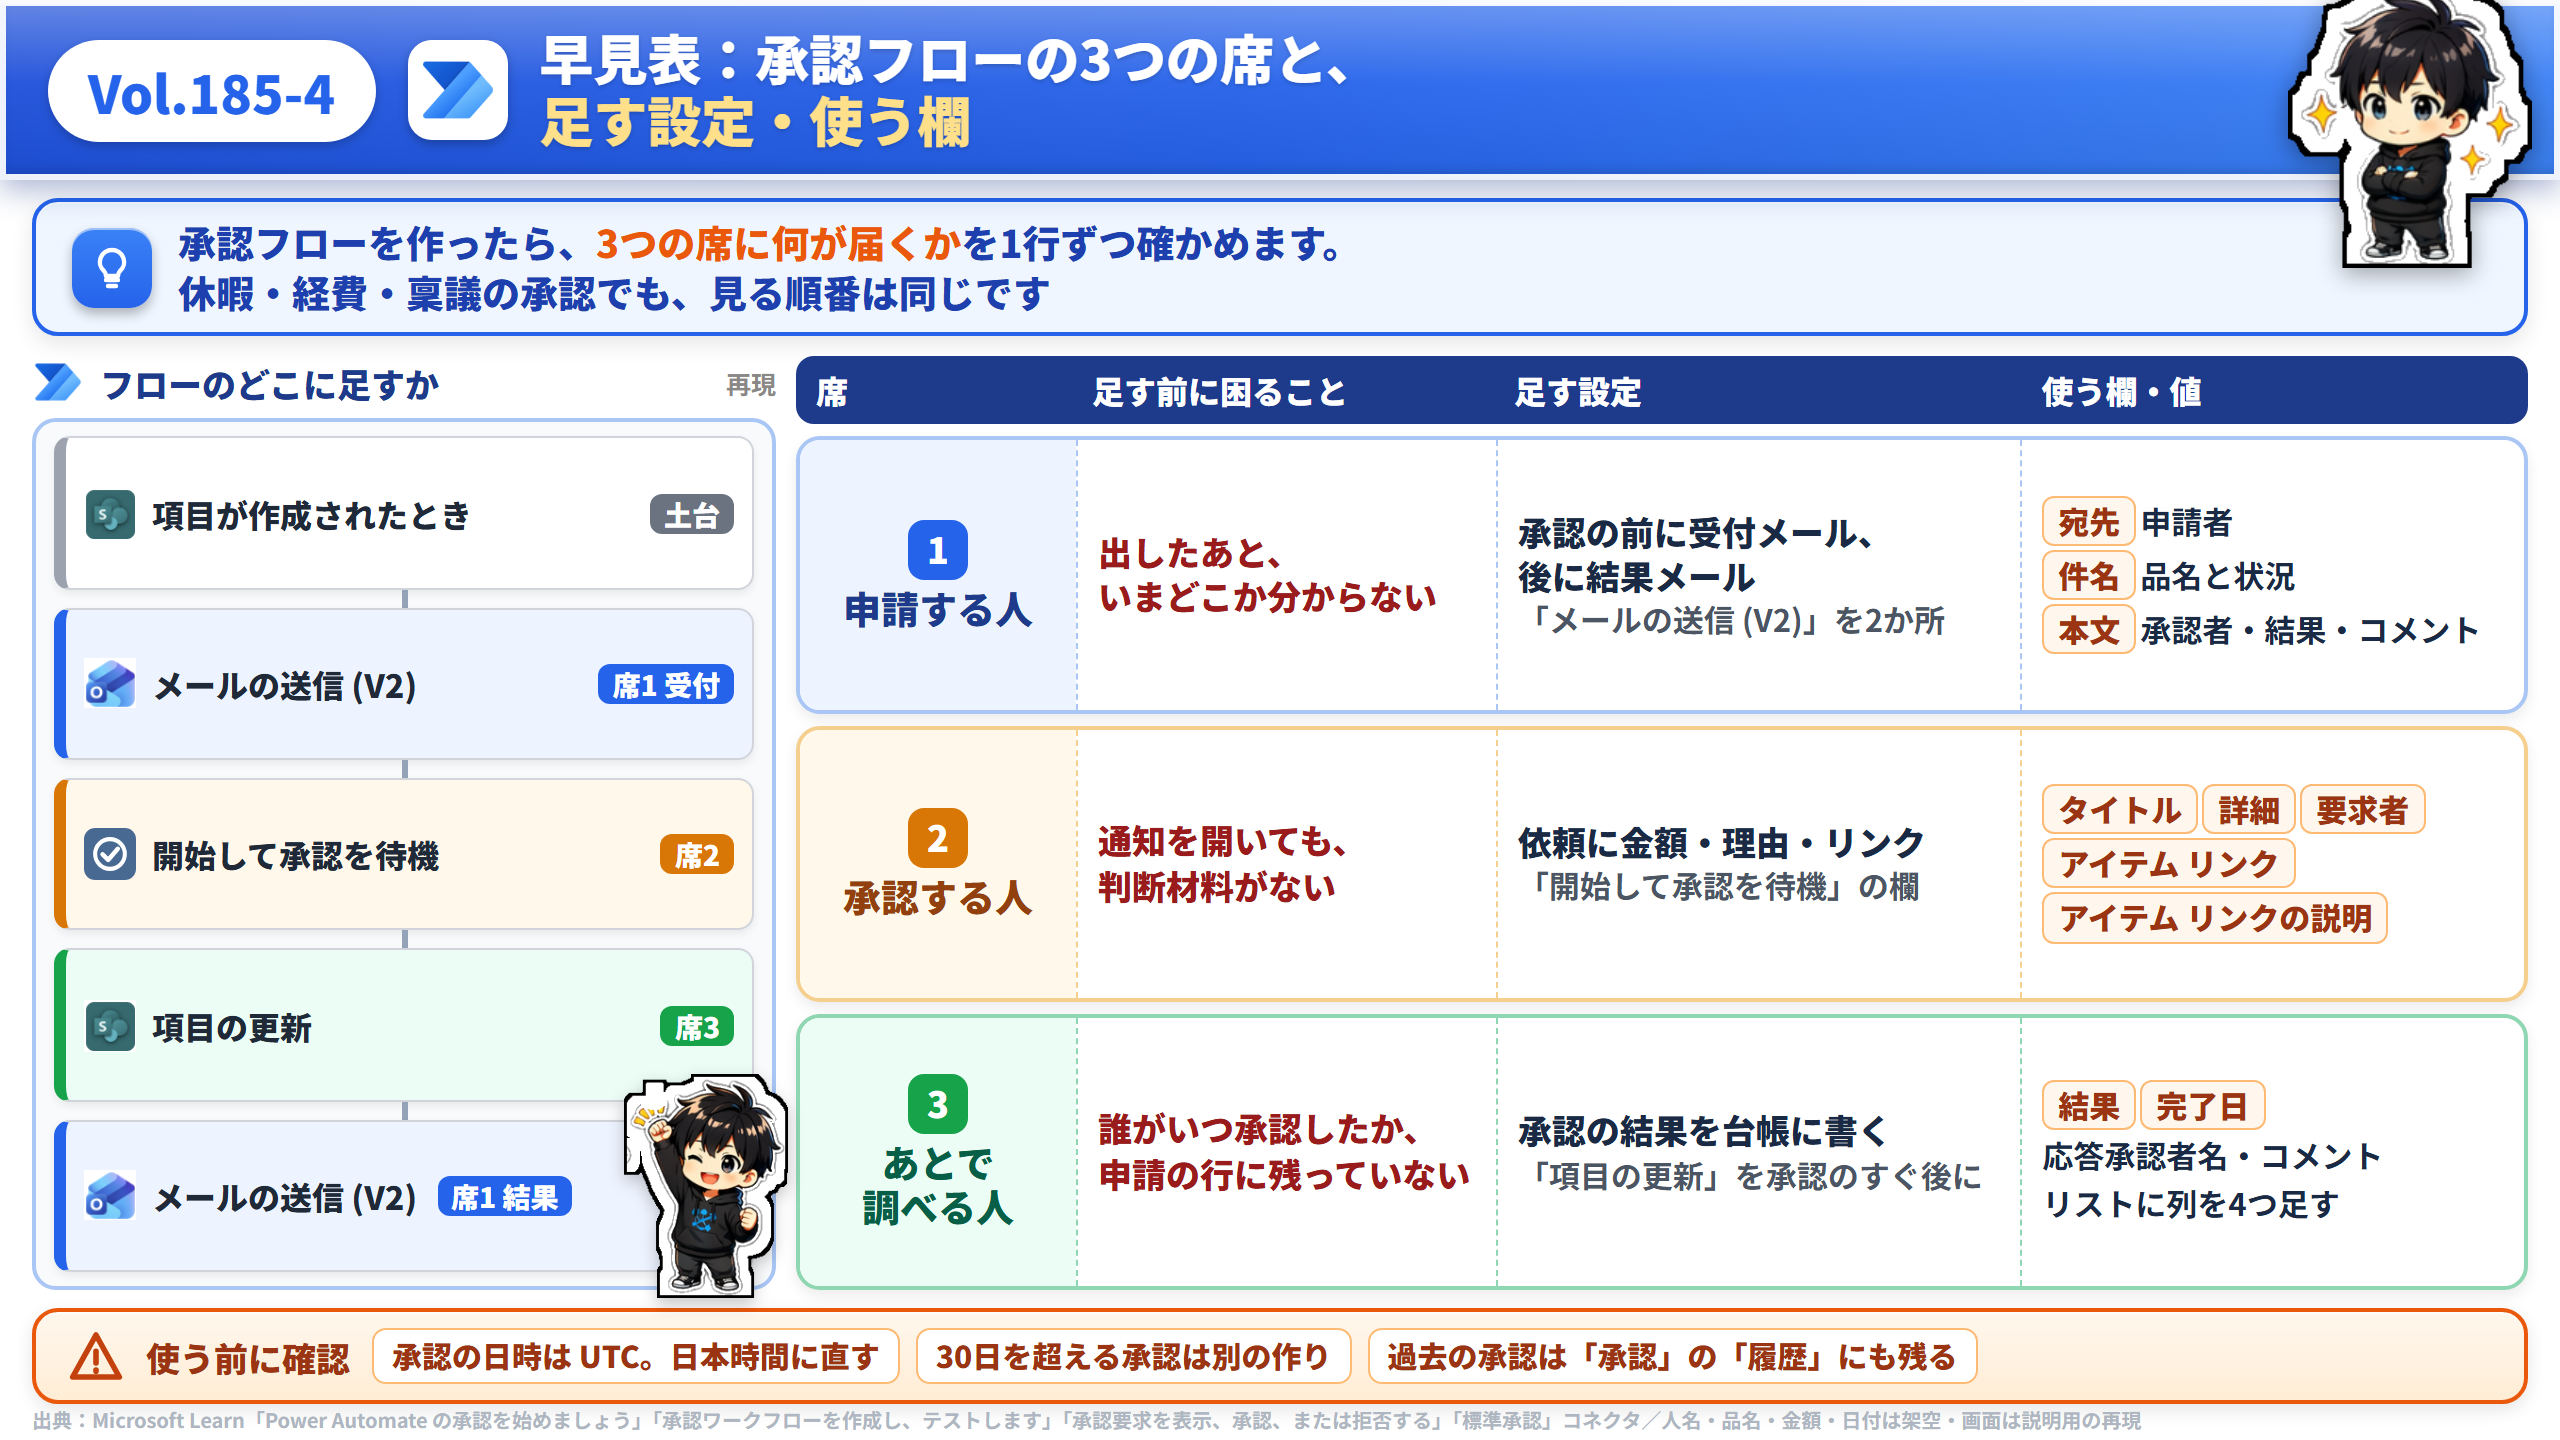 Vol.185-4
早見表：承認フローの3つの席と、
足す設定・使う欄
承認フローを作ったら、3つの席に何が届くかを1行ずつ確かめます。
休暇・経費・稟議の承認でも、見る順番は同じです
フローのどこに足すか
再現
項目が作成されたとき
土台
メールの送信 (V2)
席1 受付
開始して承認を待機
席2
項目の更新
席3
メールの送信 (V2)
席1 結果
席
足す前に困ること
足す設定
使う欄・値
1
申請する人
出したあと、
いまどこか分からない
承認の前に受付メール、
後に結果メール
「メールの送信 (V2)」を2か所
宛先 申請者
件名 品名と状況
本文 承認者・結果・コメント
2
承認する人
通知を開いても、
判断材料がない
依頼に金額・理由・リンク
「開始して承認を待機」の欄
タイトル 詳細 要求者
アイテム リンク
アイテム リンクの説明
3
あとで
調べる人
誰がいつ承認したか、
申請の行に残っていない
承認の結果を台帳に書く
「項目の更新」を承認のすぐ後に
結果 完了日
応答承認者名・コメント
リストに列を4つ足す
使う前に確認
承認の日時は UTC。日本時間に直す
30日を超える承認は別の作り
過去の承認は「承認」の「履歴」にも残る
出典：Microsoft Learn「Power Automate の承認を始めましょう」「承認ワークフローを作成し、テストします」「承認要求を表示、承認、または拒否する」「標準承認」コネクタ／人名・品名・金額・日付は架空・画面は説明用の再現